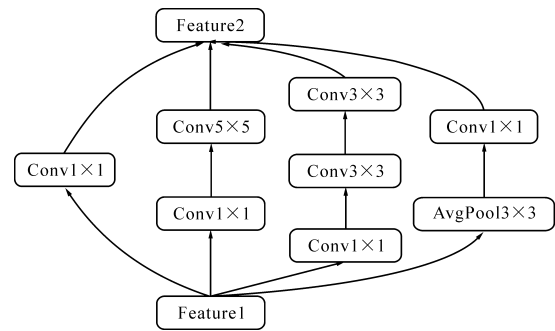 Feature2
Conv3×3
Conv5×5
Conv1×1
Conv1×1
Conv3×3
Conv1×1
AvgPool3×3
Conv1×1
Feature1